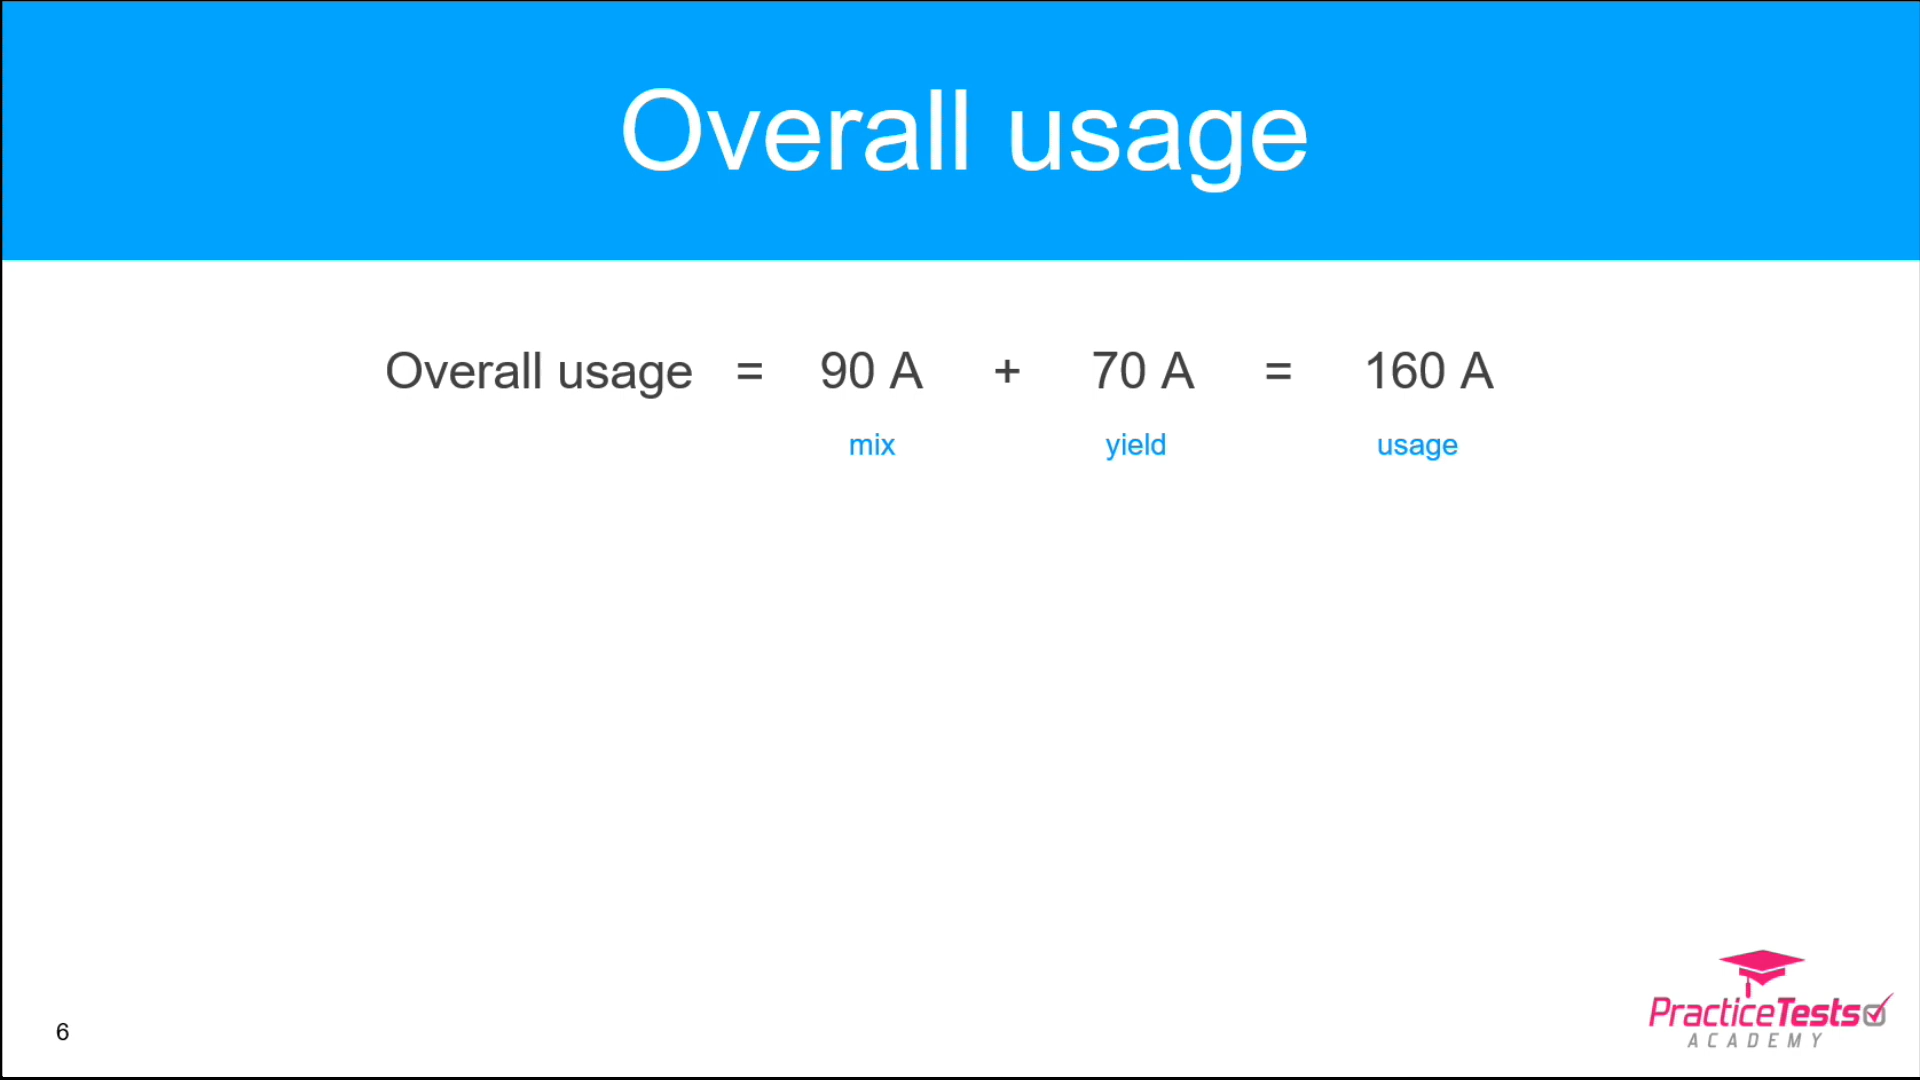 Overall usage
Overall usage = 90 A + 70 A = 160 A
mix yield usage
6
PracticeTests
ACADEMY